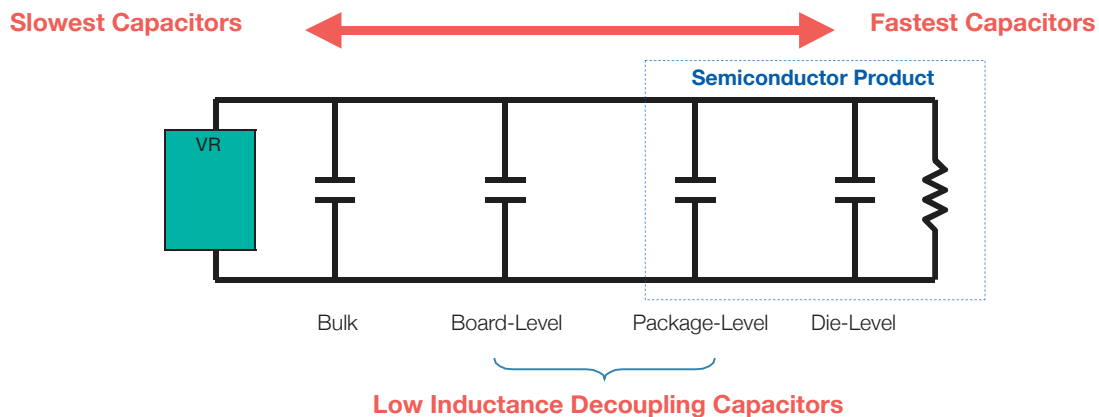 Slowest Capacitors
Fastest Capacitors
Semiconductor Product
VR
Bulk
Board-Level
Package-Level
Die-Level
Low Inductance Decoupling Capacitors